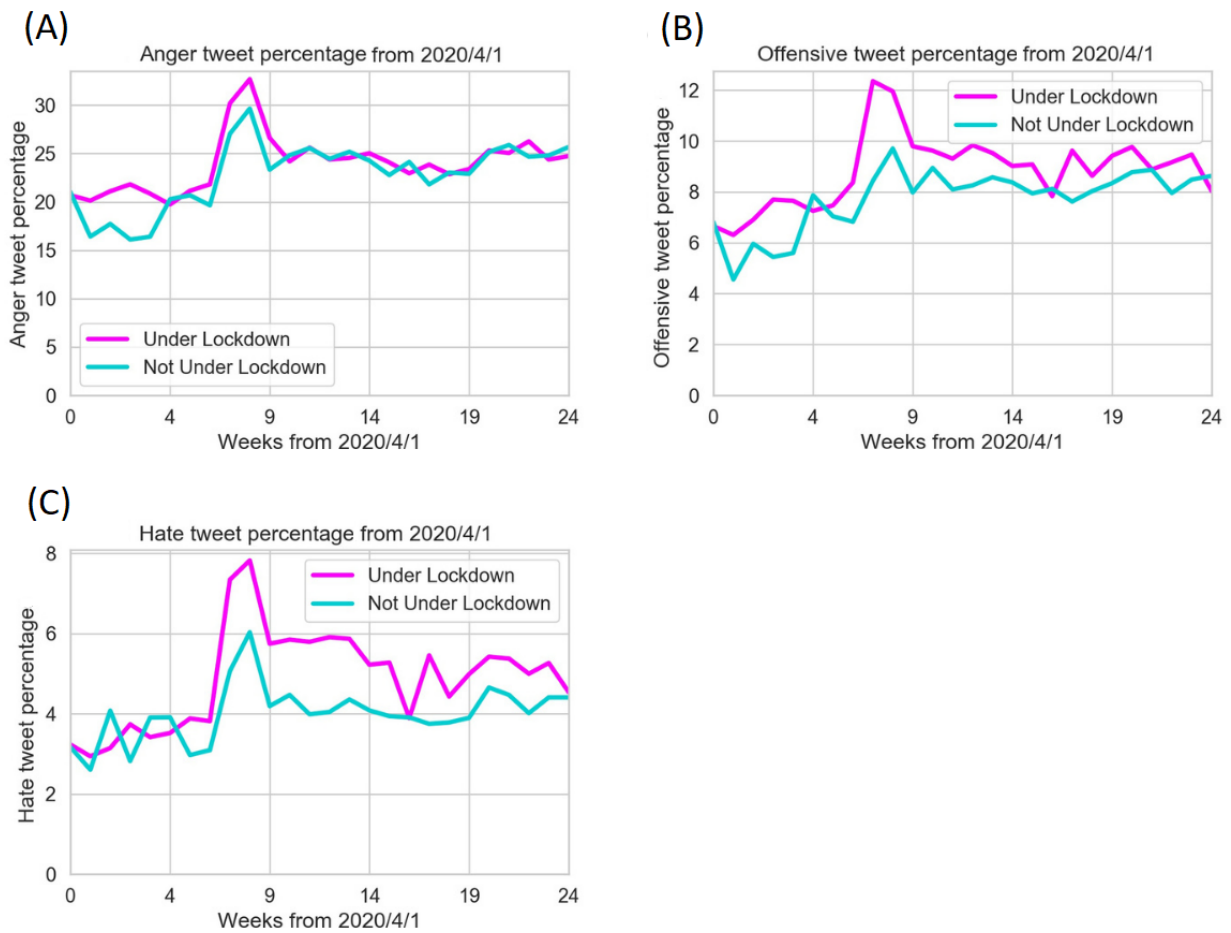 (A)
Anger tweet percentage from 2020/4/1
Anger tweet percentage
30
25
20
15
10
5
0
Under Lockdown
Not Under Lockdown
0 4 9 14 19 24
Weeks from 2020/4/1
(B)
Offensive tweet percentage from 2020/4/1
Offensive tweet percentage
12
10
8
6
4
2
0
Under Lockdown
Not Under Lockdown
0 4 9 14 19 24
Weeks from 2020/4/1
(C)
Hate tweet percentage from 2020/4/1
Hate tweet percentage
8
6
4
2
0
Under Lockdown
Not Under Lockdown
0 4 9 14 19 24
Weeks from 2020/4/1